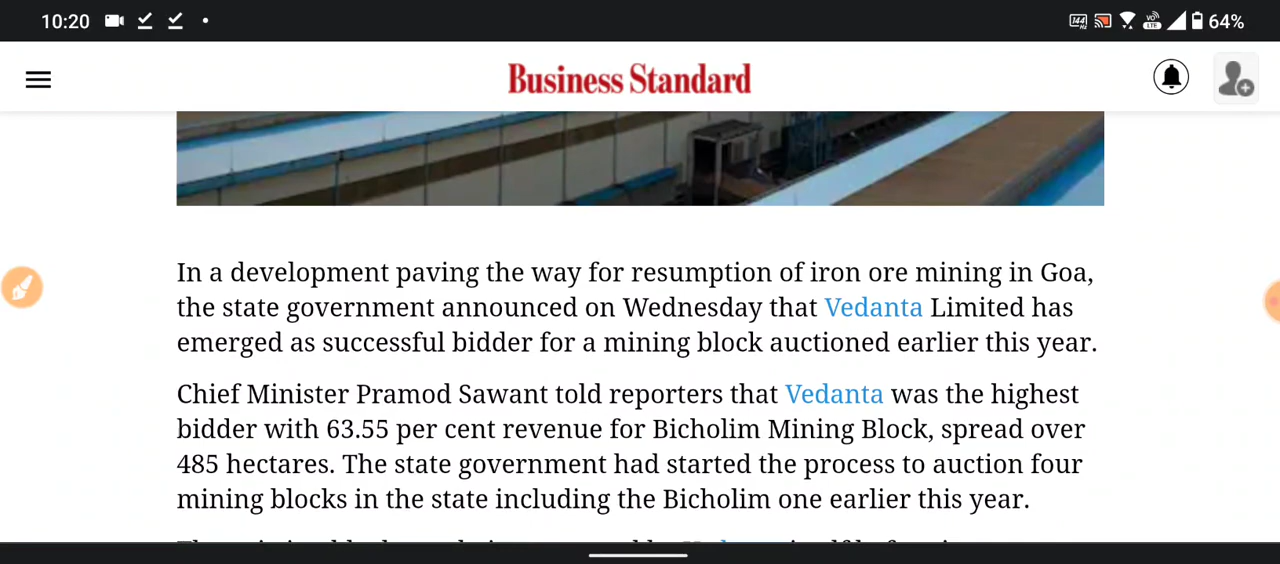 10:20
144 Hz
VO LTE
64%
Business Standard
In a development paving the way for resumption of iron ore mining in Goa,
the state government announced on Wednesday that Vedanta Limited has
emerged as successful bidder for a mining block auctioned earlier this year.
Chief Minister Pramod Sawant told reporters that Vedanta was the highest
bidder with 63.55 per cent revenue for Bicholim Mining Block, spread over
485 hectares. The state government had started the process to auction four
mining blocks in the state including the Bicholim one earlier this year.